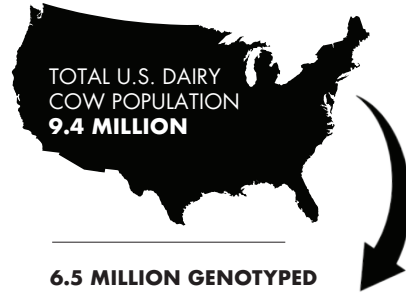 TOTAL U.S. DAIRY
COW POPULATION
9.4 MILLION
6.5 MILLION GENOTYPED